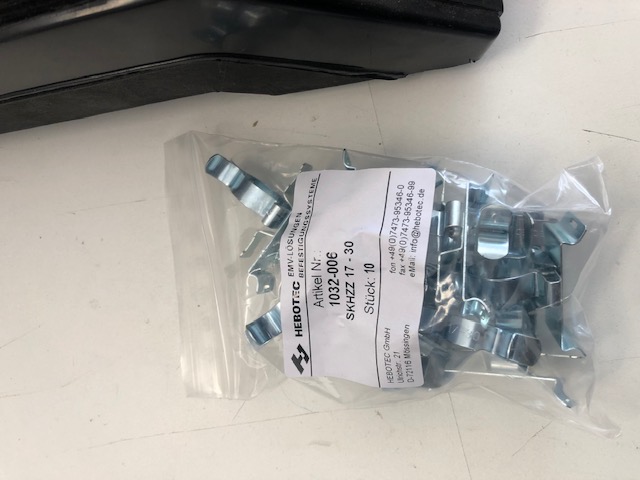 HEBOTEC EMV-LÖSUNGEN
BEFESTIGUNGSSYSTEME
Artikel Nr.:
1032-006
SKHZZ 17 - 30
Stück: 10
HEBOTEC GmbH
Ulrichstr. 21
D-72116 Mössingen
fon +49(0)7473-95346-0
fax +49(0)7473-95346-99
eMail: info@hebotec.de